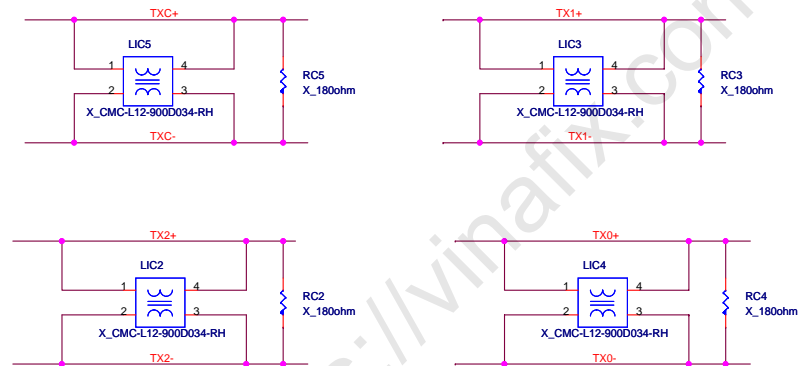 TXC+
LIC5
1
4
2
3
X_CMC-L12-900D034-RH
RC5
X_180ohm
TXC-
TX1+
LIC3
1
4
2
3
X_CMC-L12-900D034-RH
RC3
X_180ohm
TX1-
TX2+
LIC2
1
4
2
3
X_CMC-L12-900D034-RH
RC2
X_180ohm
TX2-
TX0+
LIC4
1
4
2
3
X_CMC-L12-900D034-RH
RC4
X_180ohm
TX0-
s://vinafix.com